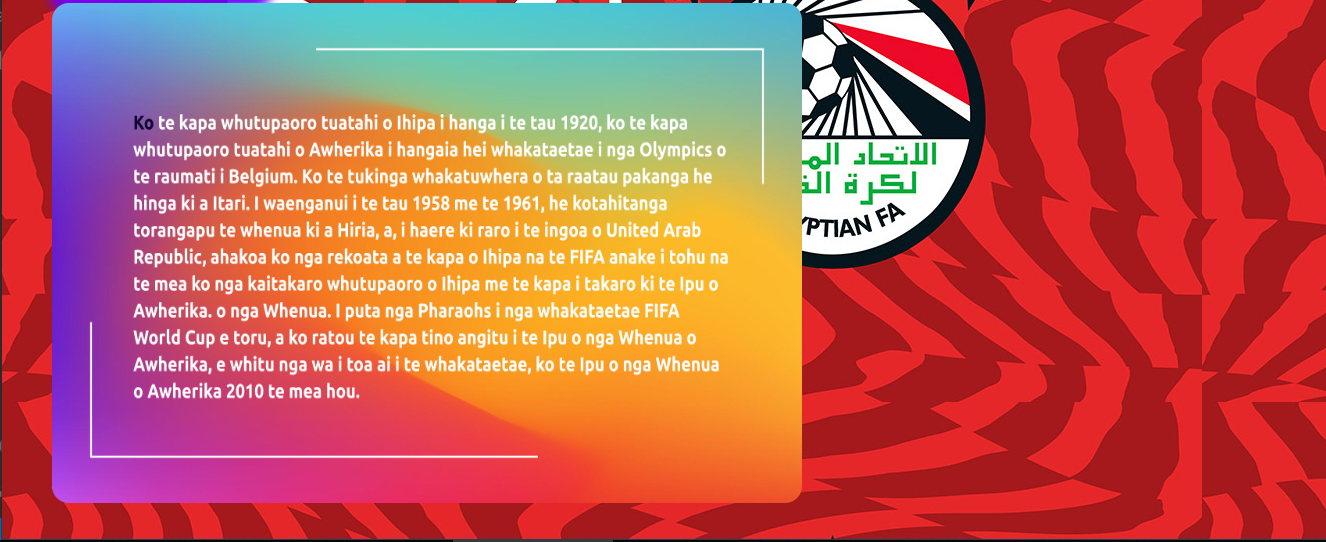 Ko te kapa whutupaoro tuatahi o Ihipa i hanga i te tau 1920, ko te kapa
whutupaoro tuatahi o Awherika i hangaia hei whakataetae i nga Olympics o
te raumati i Belgium. Ko te tukinga whakatuwhera o ta raatau pakanga he
hinga ki a Itari. I waenganui i te tau 1958 me te 1961, he kotahitanga
torangapu te whenua ki a Hiria, a, i haere ki raro i te ingoa o United Arab
Republic, ahakoa ko nga rekoata a te kapa o Ihipa na te FIFA anake i tohu na
te mea ko nga kaitakaro whutupaoro o Ihipa me te kapa i takaro ki te Ipu o
Awherika. o nga Whenua. I puta nga Pharaohs i nga whakataetae FIFA
World Cup e toru, a ko ratou te kapa tino angitu i te Ipu o nga Whenua o
Awherika, e whitu nga wa i toa ai i te whakataetae, ko te Ipu o nga Whenua
o Awherika 2010 te mea hou.
الاتحاد
لكرة
FA